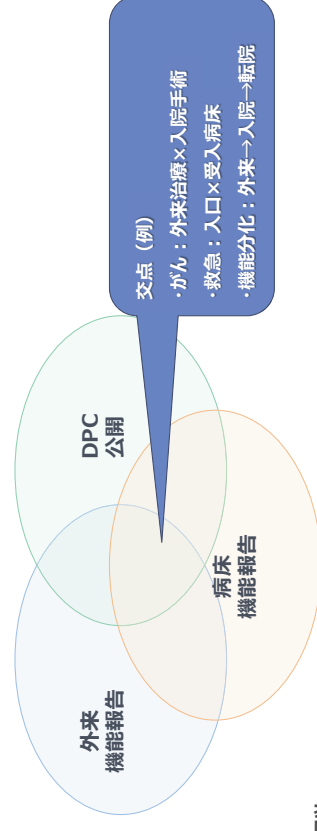 外来
機能報告
DPC
公開
病床
機能報告
交点（例）
・がん：外来治療×入院手術
・救急：入口×受入病床
・機能分化：外来→入院→転院